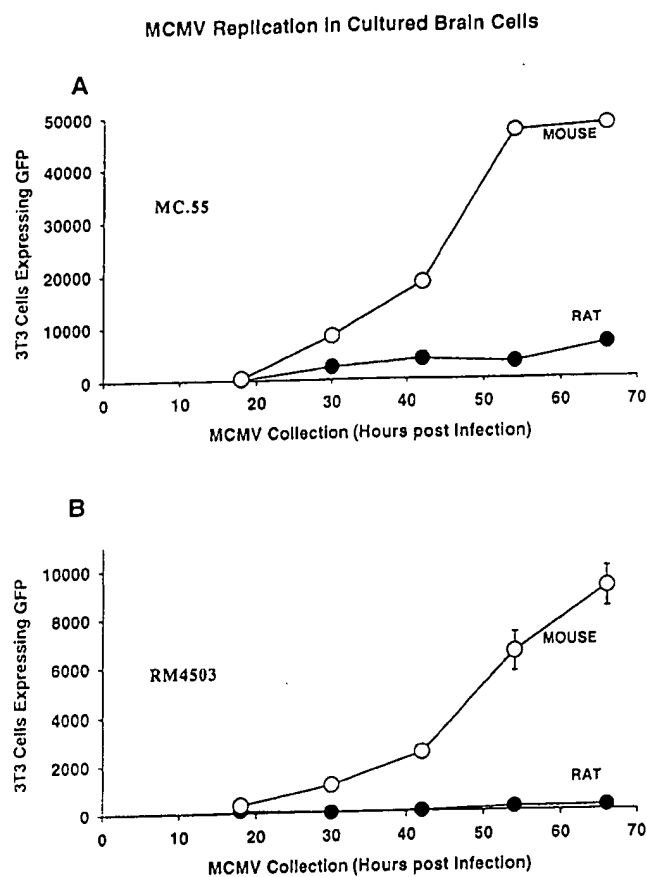 MCMV Replication in Cultured Brain Cells
A
50000
40000
30000
20000
10000
0
3T3 Cells Expressing GFP
MC.55
MOUSE
RAT
0 10 20 30 40 50 60 70
MCMV Collection (Hours post Infection)
B
10000
8000
6000
4000
2000
0
3T3 Cells Expressing GFP
RM4503
MOUSE
RAT
0 10 20 30 40 50 60 70
MCMV Collection (Hours post Infection)